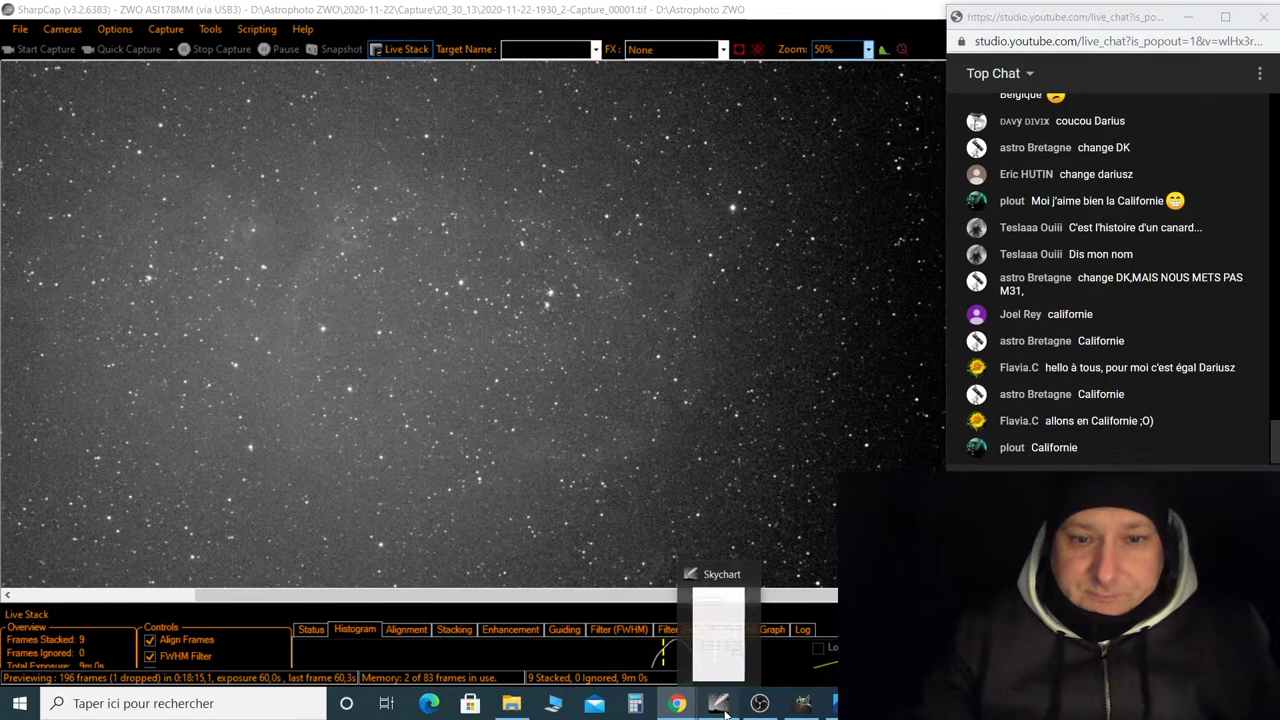 SharpCap (v3.2.6383) - ZWO ASI178MM (via USB3) - D:\Astrophoto ZWO\2020-11-22\Capture\20_30_13\2020-11-22-1930_2-Capture_00001.tif - D:\Astrophoto ZWO
File Cameras Options Capture Tools Scripting Help
Start Capture Quick Capture Stop Capture Pause Snapshot Live Stack Target Name : FX : None Zoom: 50%
https://studio.youtube.com/live_chat?is_po...
studio.youtube.com/live_chat?is_popout=1&v=wlHx3r...
Top Chat
Belgique 
DAVY DIVIX coucou Darius
astro Bretagne change DK
Eric HUTIN change dariusz
plout Moi j'aime bien la Californie 😁
Teslaaa Ouiii C'est l'histoire d'un canard...
Teslaaa Ouiii Dis mon nom
astro Bretagne change DK,MAIS NOUS METS PAS
M31,
Joel Rey californie
astro Bretagne Californie
Flavia.C hello à tous, pour moi c'est égal Dariusz
astro Bretagne Californie
Flavia.C allons en Californie ;O)
plout Californie
Skychart
Live Stack
Overview
Frames Stacked: 9
Frames Ignored: 0
Total Exposure: 9m 0s
Controls
Align Frames
FWHM Filter
Status Histogram Alignment Stacking Enhancement Guiding Filter (FWHM) Filter Graph Log
Lo
Previewing : 196 frames (1 dropped) in 0:18:15,1, exposure 60,0s, last frame 60,3s Memory: 2 of 83 frames in use. 9 Stacked, 0 Ignored, 9m 0s
Taper ici pour rechercher